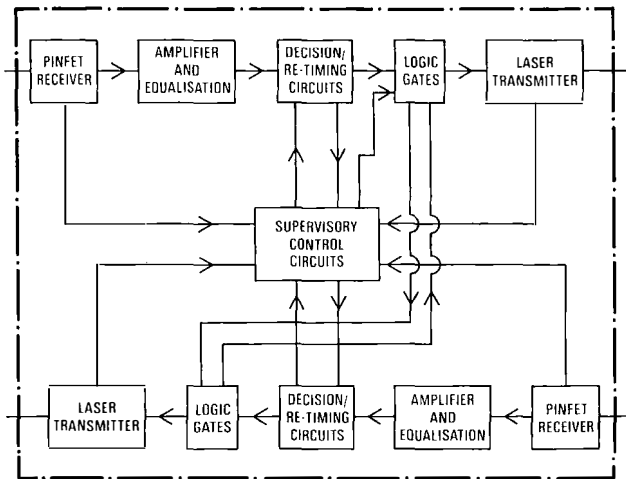 PINFET
RECEIVER
AMPLIFIER
AND
EQUALISATION
DECISION/
RE-TIMING
CIRCUITS
LOGIC
GATES
LASER
TRANSMITTER
SUPERVISORY
CONTROL
CIRCUITS
LASER
TRANSMITTER
LOGIC
GATES
DECISION/
RE-TIMING
CIRCUITS
AMPLIFIER
AND
EQUALISATION
PINFET
RECEIVER